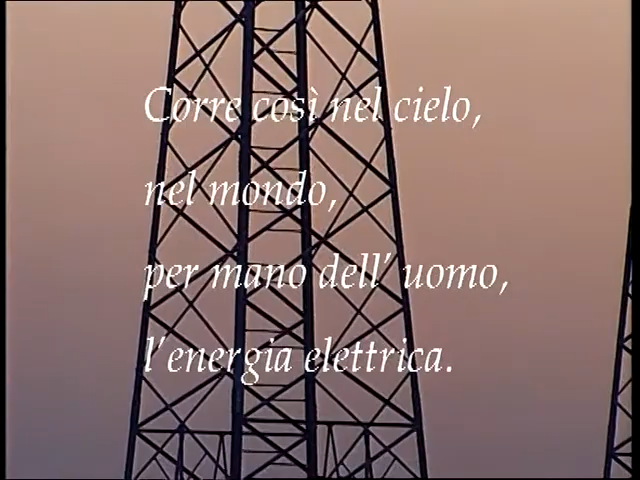 Corre così nel cielo,
nel mondo,
per mano dell' uomo,
l'energia elettrica.